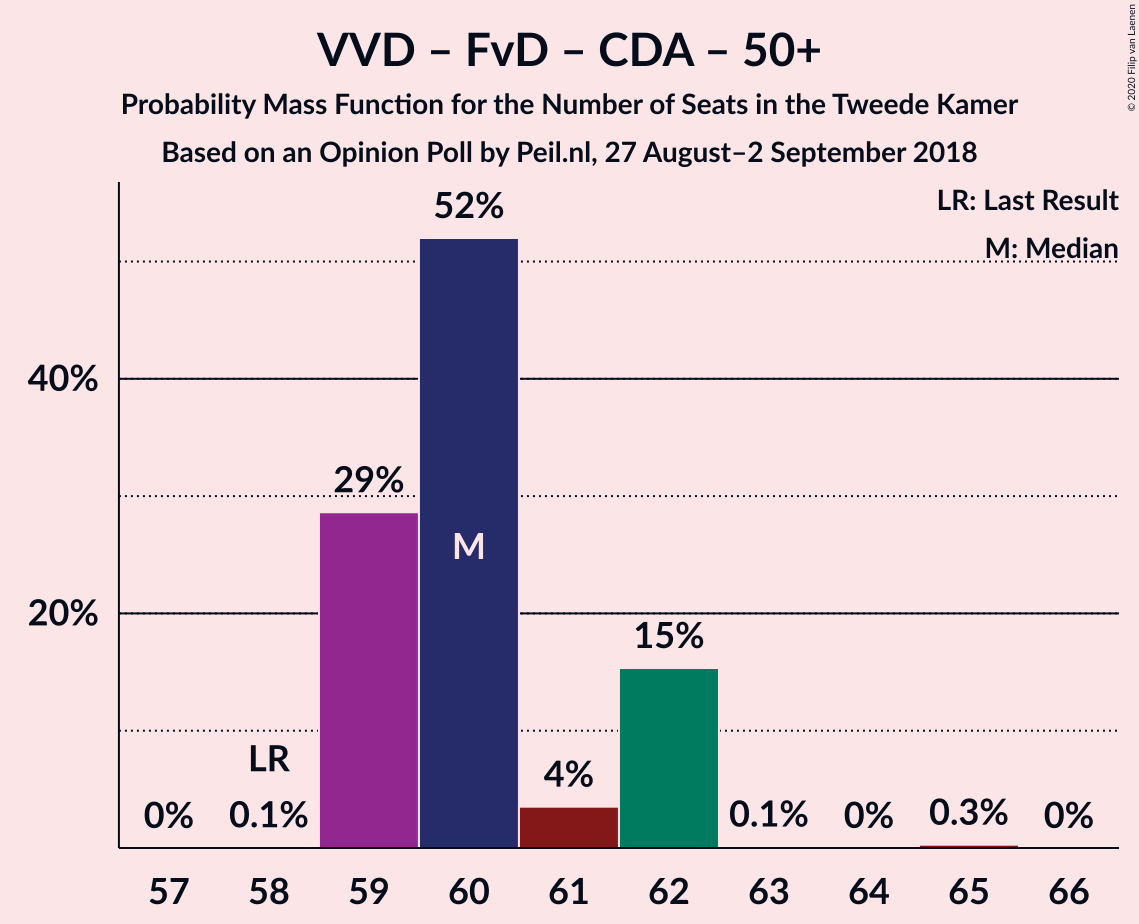 VVD – FvD – CDA – 50+
Probability Mass Function for the Number of Seats in the Tweede Kamer
Based on an Opinion Poll by Peil.nl, 27 August–2 September 2018
© 2020 Filip van Laenen
LR: Last Result
M: Median
52%
40%
29%
M
20%
15%
LR
4%
0%
0.1%
0.1%
0%
0.3%
0%
57 58 59 60 61 62 63 64 65 66